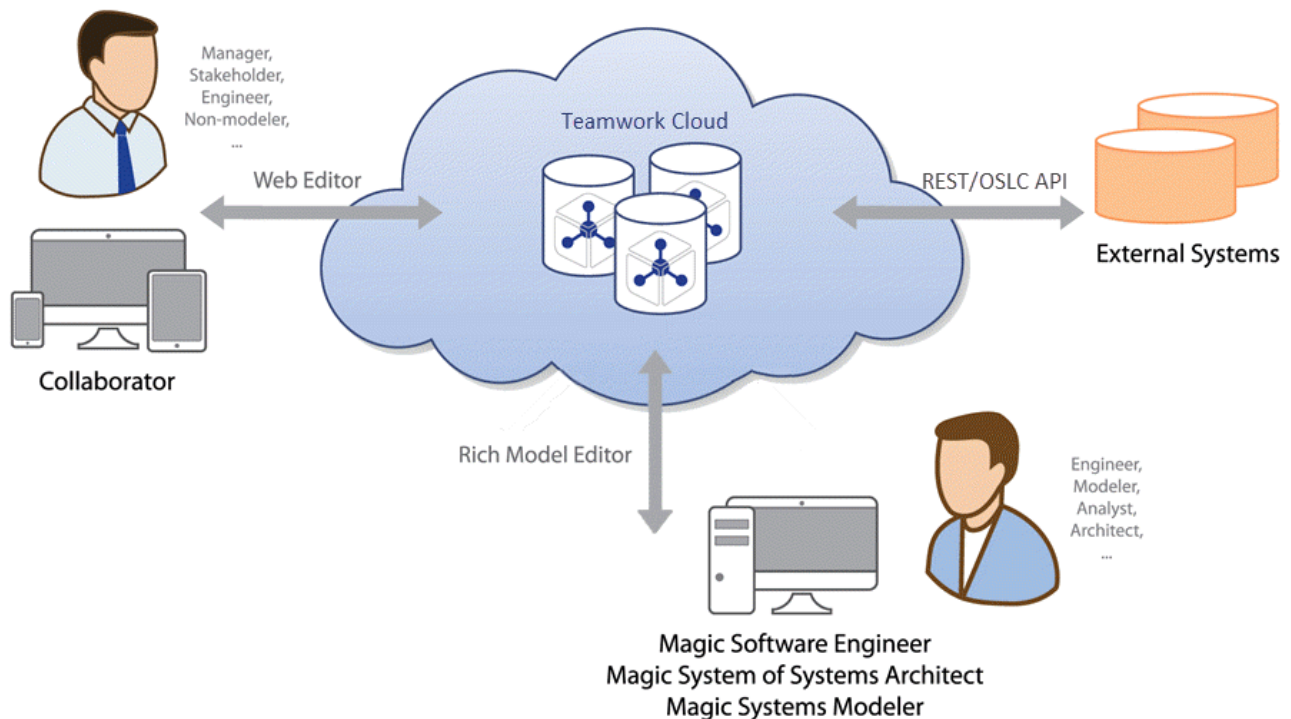 Manager,
Stakeholder,
Engineer,
Non-modeler,
...
Web Editor
Collaborator
Teamwork Cloud
REST/OSLC API
External Systems
Rich Model Editor
Engineer,
Modeler,
Analyst,
Architect,
...
Magic Software Engineer
Magic System of Systems Architect
Magic Systems Modeler